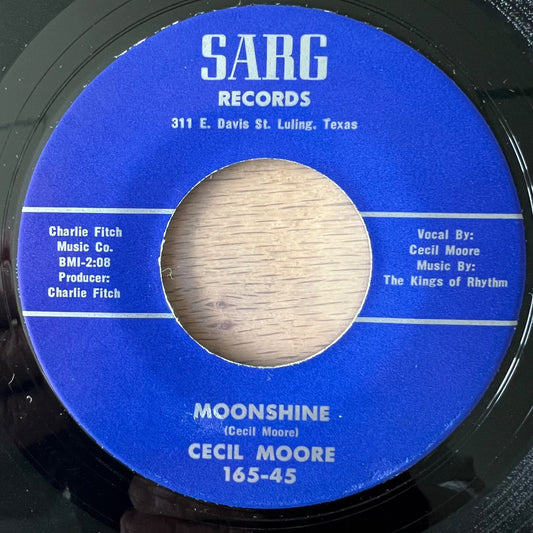 SARG
RECORDS
311 E. Davis St. Luling, Texas
Charlie Fitch
Music Co.
BMI-2:08
Producer:
Charlie Fitch
Vocal By:
Cecil Moore
Music By:
The Kings of Rhythm
MOONSHINE
(Cecil Moore)
CECIL MOORE
165-45